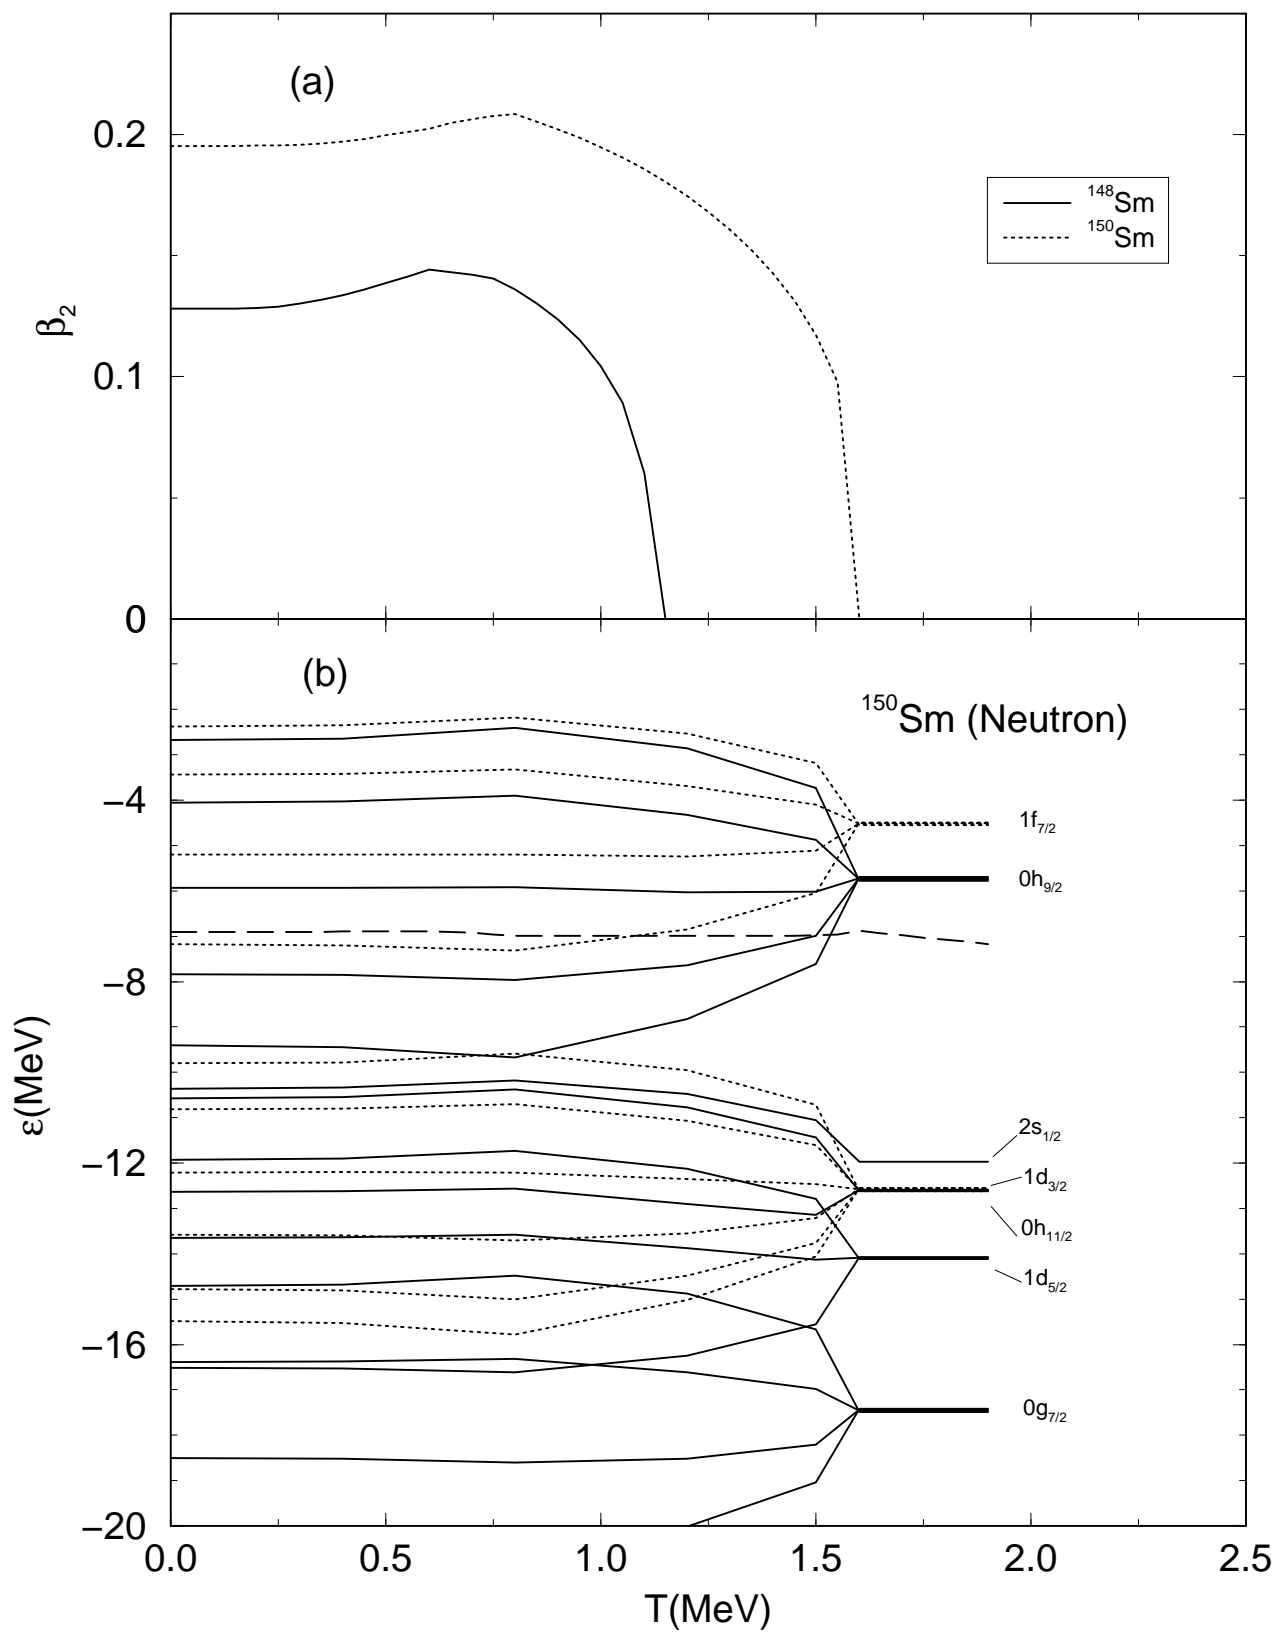 (a)
0.2
0.1
0
β₂
¹⁴⁸Sm
¹⁵⁰Sm
(b)
¹⁵⁰Sm (Neutron)
−4
−8
−12
−16
−20
ε(MeV)
1f₇/₂
0h₉/₂
2s₁/₂
1d₃/₂
0h₁₁/₂
1d₅/₂
0g₇/₂
0.0 0.5 1.0 1.5 2.0 2.5
T(MeV)